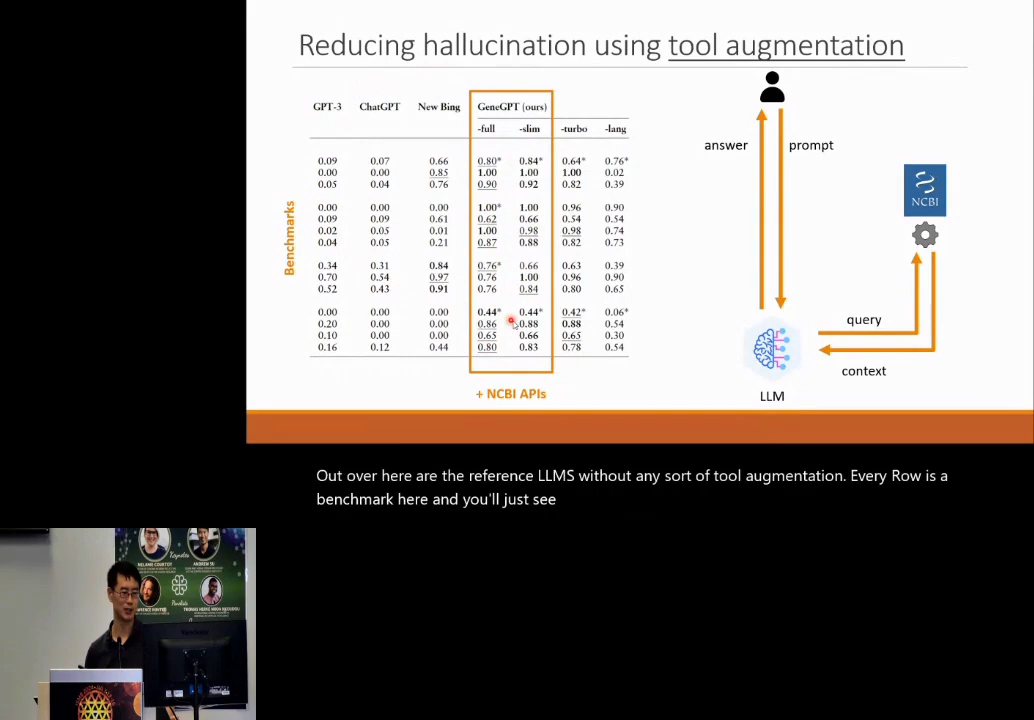 Reducing hallucination using tool augmentation
GPT-3 ChatGPT New Bing GeneGPT (ours)
-full -slim -turbo -lang
0.09 0.07 0.66 0.80* 0.84* 0.64* 0.76*
0.00 0.00 0.85 1.00 1.00 1.00 0.02
0.05 0.04 0.76 0.90 0.92 0.82 0.39
0.00 0.00 0.00 1.00* 1.00 0.96 0.90
0.09 0.09 0.61 0.62 0.66 0.54 0.54
0.02 0.05 0.01 1.00 0.98 0.98 0.74
0.04 0.05 0.21 0.87 0.88 0.82 0.73
0.34 0.31 0.84 0.76* 0.66 0.63 0.39
0.70 0.54 0.97 0.76 1.00 0.96 0.90
0.52 0.43 0.91 0.76 0.84 0.80 0.65
0.00 0.00 0.00 0.44* 0.44* 0.42* 0.06*
0.20 0.00 0.00 0.86 0.88 0.88 0.54
0.10 0.00 0.00 0.65 0.66 0.65 0.30
0.16 0.12 0.44 0.80 0.83 0.78 0.54
Benchmarks
+ NCBI APIs
answer
prompt
NCBI
query
context
LLM
Out over here are the reference LLMS without any sort of tool augmentation. Every Row is a
benchmark here and you'll just see
Keynotes
MELANIE COURTOT
ANDREW SU
LAWRENCE HUNTER
Panelist